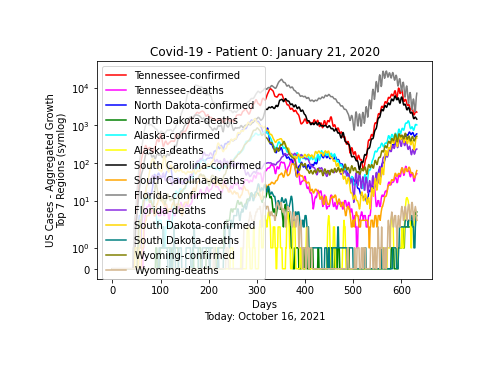 Covid-19 - Patient 0: January 21, 2020
US Cases - Aggregated Growth
Top 7 Regions (symlog)
10⁴
10³
10²
10¹
10⁰
0
Tennessee-confirmed
Tennessee-deaths
North Dakota-confirmed
North Dakota-deaths
Alaska-confirmed
Alaska-deaths
South Carolina-confirmed
South Carolina-deaths
Florida-confirmed
Florida-deaths
South Dakota-confirmed
South Dakota-deaths
Wyoming-confirmed
Wyoming-deaths
0 100 200 300 400 500 600
Days
Today: October 16, 2021